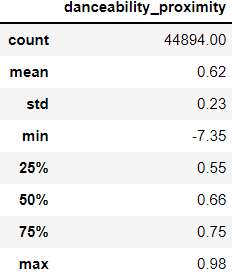 danceability_proximity
count 44894.00
mean 0.62
std 0.23
min -7.35
25% 0.55
50% 0.66
75% 0.75
max 0.98